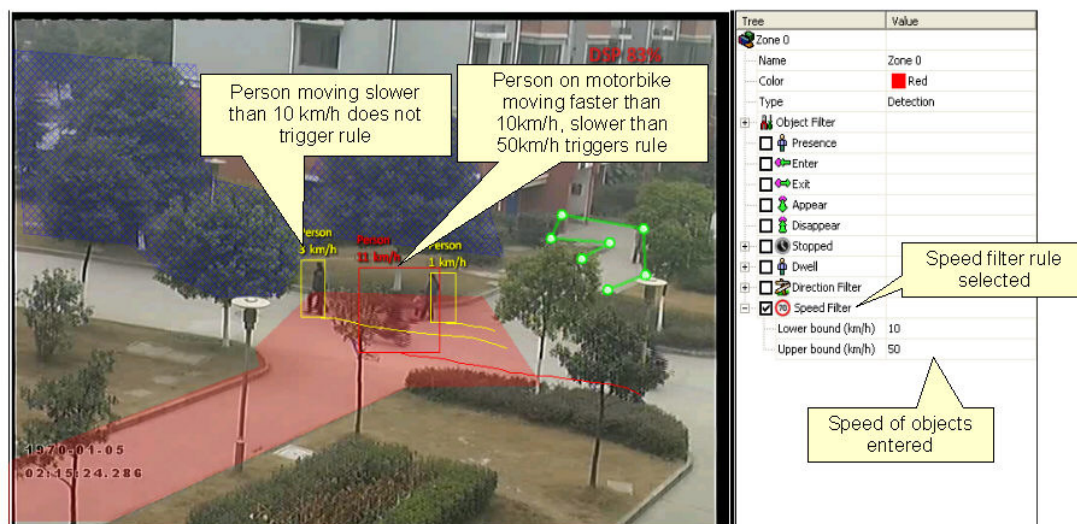 DSP 83%
Person moving slower
than 10 km/h does not
trigger rule
Person on motorbike
moving faster than
10km/h, slower than
50km/h triggers rule
Person
3 km/h
Person
11 km/h
Person
1 km/h
1970-01-05
02:15:24.286
Tree Value
Zone 0
Name Zone 0
Color Red
Type Detection
Object Filter
Presence
Enter
Exit
Appear
Disappear
Stopped
Dwell
Direction Filter
Speed Filter
Lower bound (km/h) 10
Upper bound (km/h) 50
Speed filter rule
selected
Speed of objects
entered